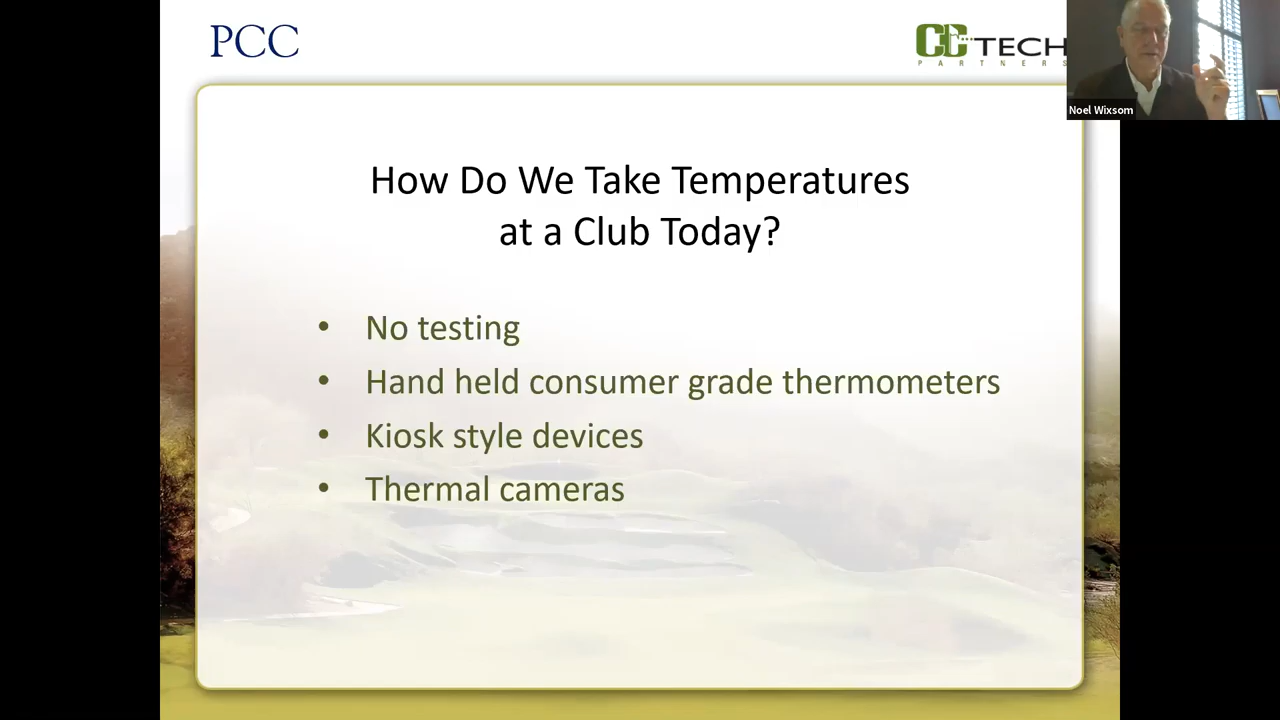 PCC
CC TECH
PARTNERS
Noel Wixsom
How Do We Take Temperatures
at a Club Today?
• No testing
• Hand held consumer grade thermometers
• Kiosk style devices
• Thermal cameras